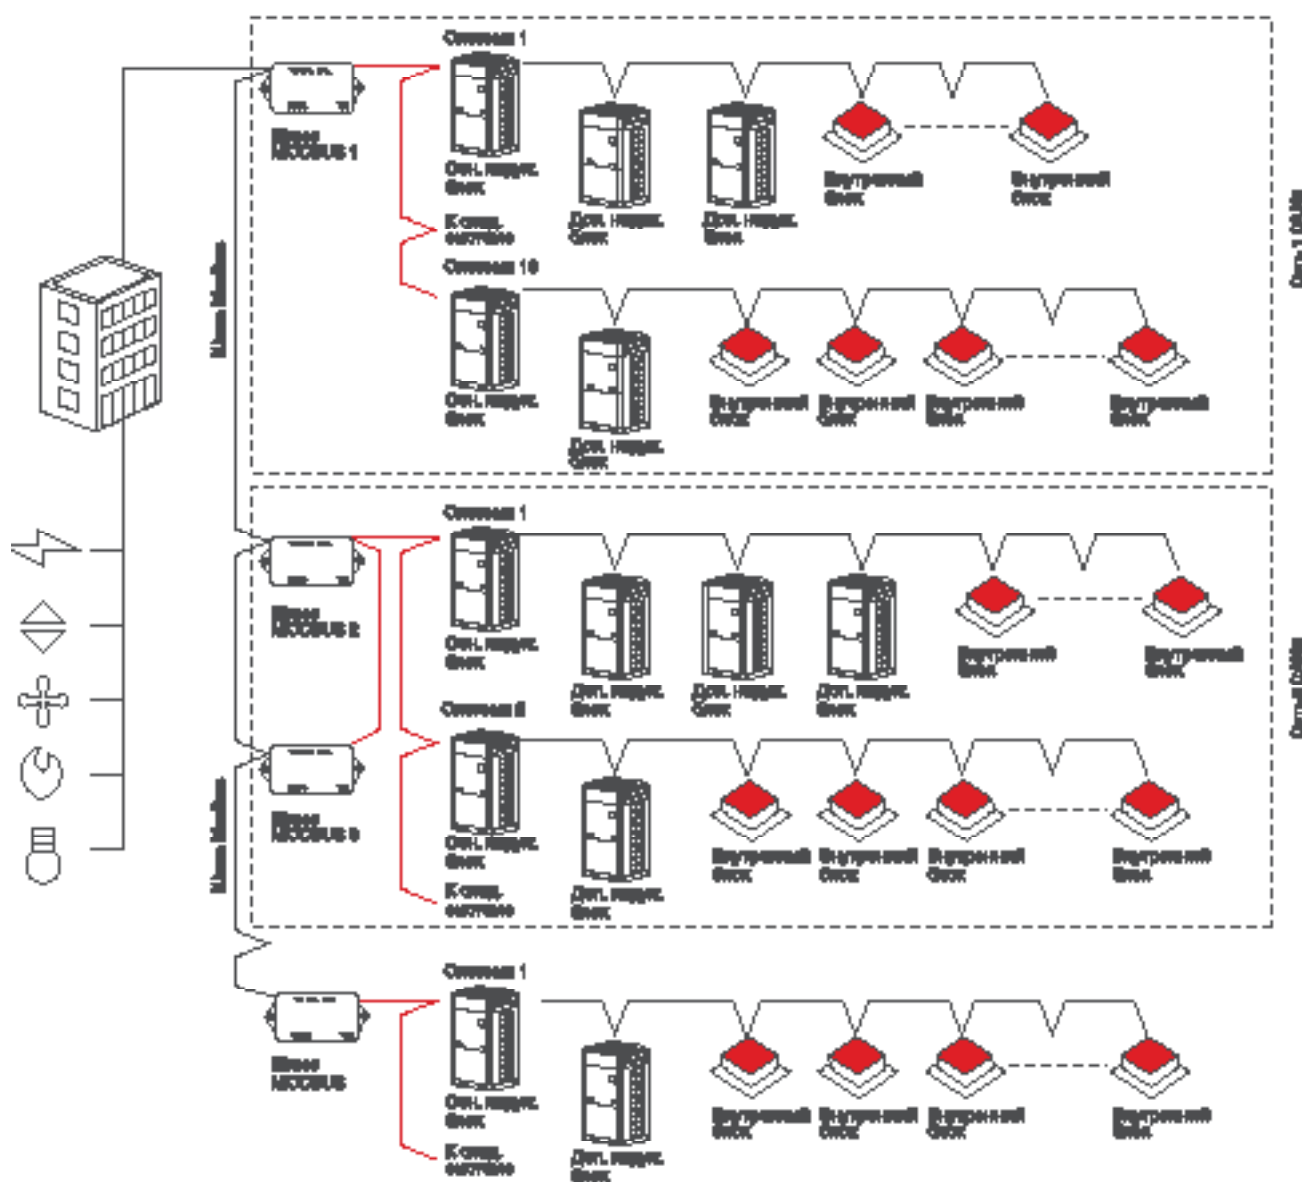 Система 1
Шлюз
MODBUS 1
Осн. наруж.
блок
Доп. наруж.
блок
Доп. наруж.
блок
Внутренний
блок
Внутренний
блок
К след.
системе
Система 10
Осн. наруж.
блок
Доп. наруж.
блок
Внутренний
блок
Внутренний
блок
Внутренний
блок
Внутренний
блок
Система 1
Шлюз
MODBUS 2
Осн. наруж.
блок
Доп. наруж.
блок
Доп. наруж.
блок
Доп. наруж.
блок
Внутренний
блок
Внутренний
блок
Шлюз
MODBUS 3
Система
Осн. наруж.
блок
Доп. наруж.
блок
Внутренний
блок
Внутренний
блок
Внутренний
блок
Внутренний
блок
К след.
системе
Система 1
Шлюз
MODBUS
Осн. наруж.
блок
Доп. наруж.
блок
Внутренний
блок
Внутренний
блок
Внутренний
блок
Внутренний
блок
К след.
системе